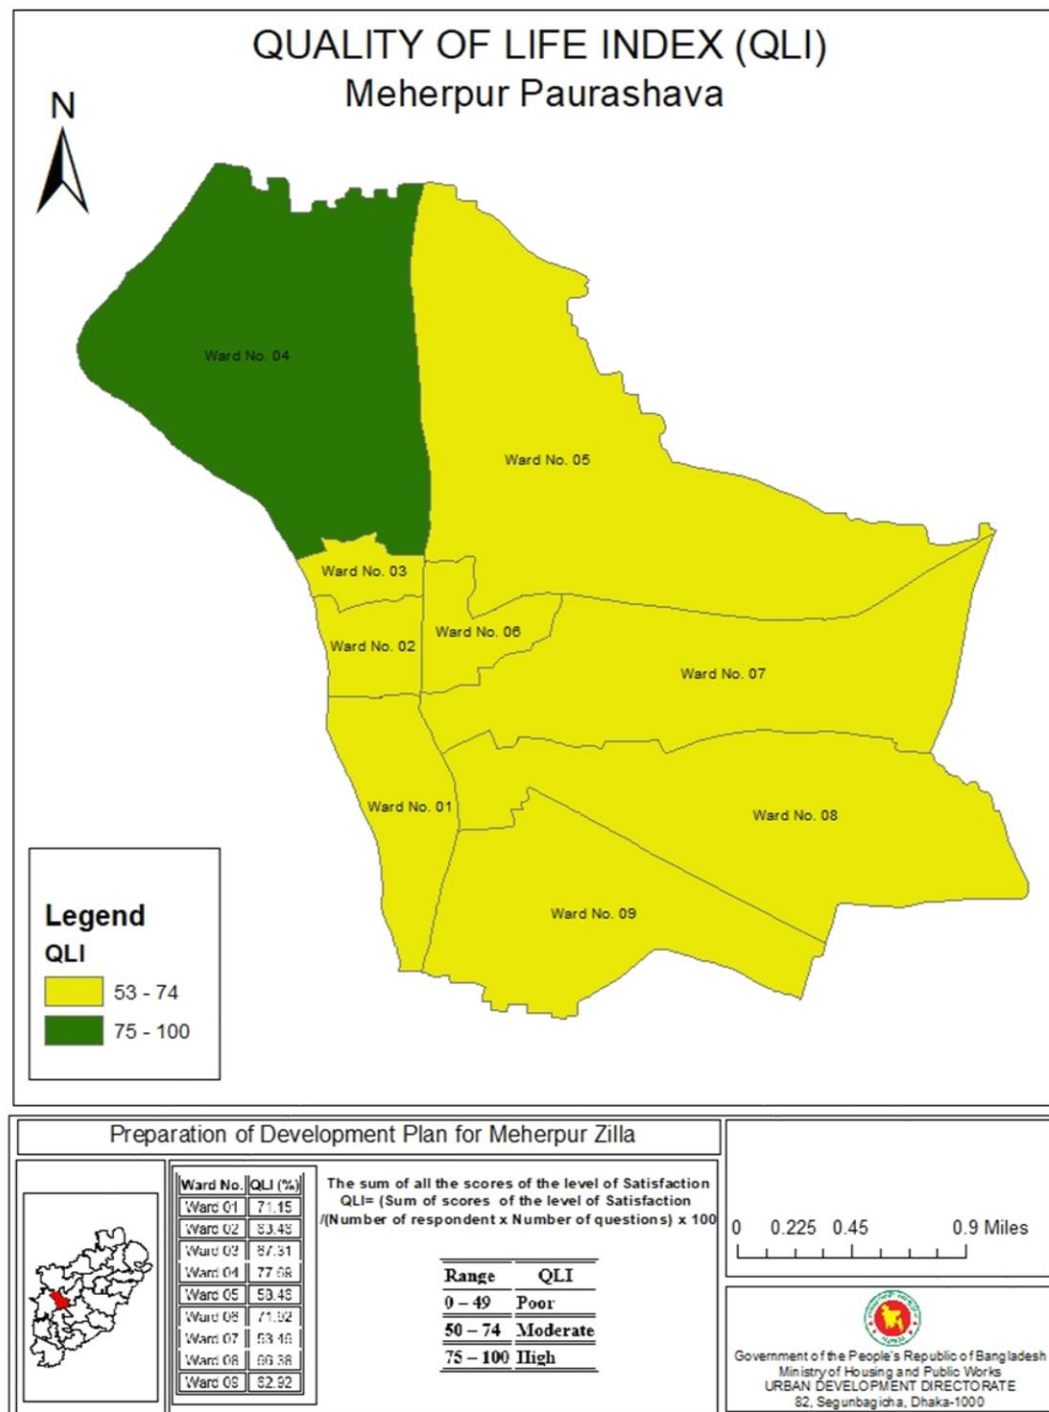 QUALITY OF LIFE INDEX (QLI)
Meherpur Paurashava
N
Ward No. 04
Ward No. 05
Ward No. 03
Ward No. 06
Ward No. 02
Ward No. 07
Ward No. 01
Ward No. 08
Ward No. 09
Legend
QLI
53 - 74
75 - 100
Preparation of Development Plan for Meherpur Zilla
Ward No. QLI (%)
Ward 01 71.15
Ward 02
Ward 03
Ward 04
Ward 05
Ward 06
Ward 07
Ward 08
Ward 09
The sum of all the scores of the level of Satisfaction
QLI= (Sum of scores of the level of Satisfaction
/(Number of respondent x Number of questions) x 100
Range QLI
0 – 49 Poor
50 – 74 Moderate
75 – 100 High
0 0.225 0.45 0.9 Miles
Government of the People's Republic of Bangladesh
Ministry of Housing and Public Works
URBAN DEVELOPMENT DIRECTORATE
82, Segunbagicha, Dhaka-1000